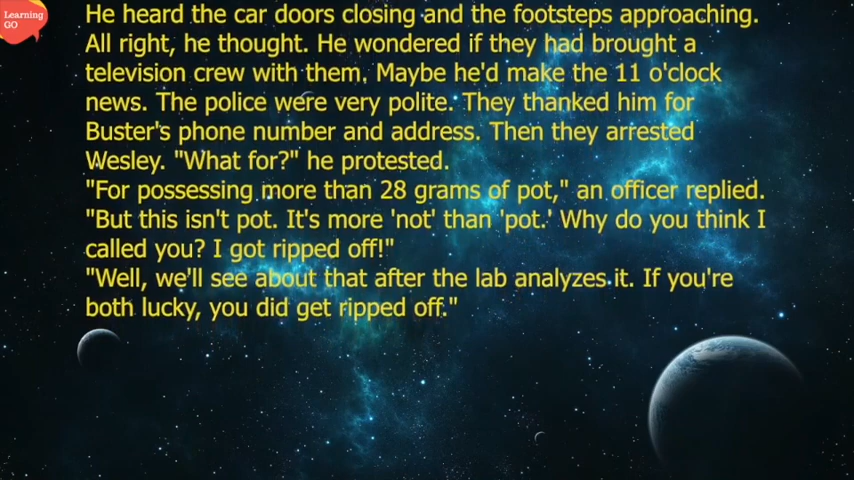 Learning
GO
He heard the car doors closing and the footsteps approaching.
All right, he thought. He wondered if they had brought a
television crew with them. Maybe he'd make the 11 o'clock
news. The police were very polite. They thanked him for
Buster's phone number and address. Then they arrested
Wesley. "What for?" he protested.
"For possessing more than 28 grams of pot," an officer replied.
"But this isn't pot. It's more 'not' than 'pot.' Why do you think I
called you? I got ripped off!"
"Well, we'll see about that after the lab analyzes it. If you're
both lucky, you did get ripped off."